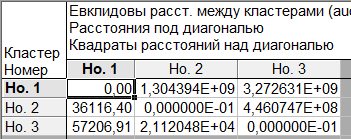 Евклидовы расст. между кластерами (auc
Расстояния под диагональю
Квадраты расстояний над диагональю
Кластер Номер
Но. 1 Но. 2 Но. 3
Но. 1 0,00 1,304394E+09 3,272631E+09
Но. 2 36116,40 0,000000E-01 4,460747E+08
Но. 3 57206,91 2,112048E+04 0,000000E-01